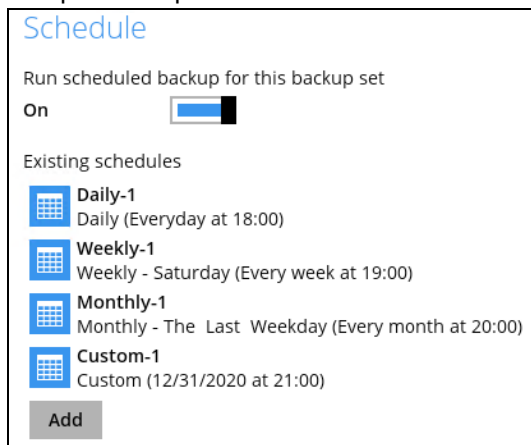 Schedule
Run scheduled backup for this backup set
On
Existing schedules
Daily-1
Daily (Everyday at 18:00)
Weekly-1
Weekly - Saturday (Every week at 19:00)
Monthly-1
Monthly - The Last Weekday (Every month at 20:00)
Custom-1
Custom (12/31/2020 at 21:00)
Add